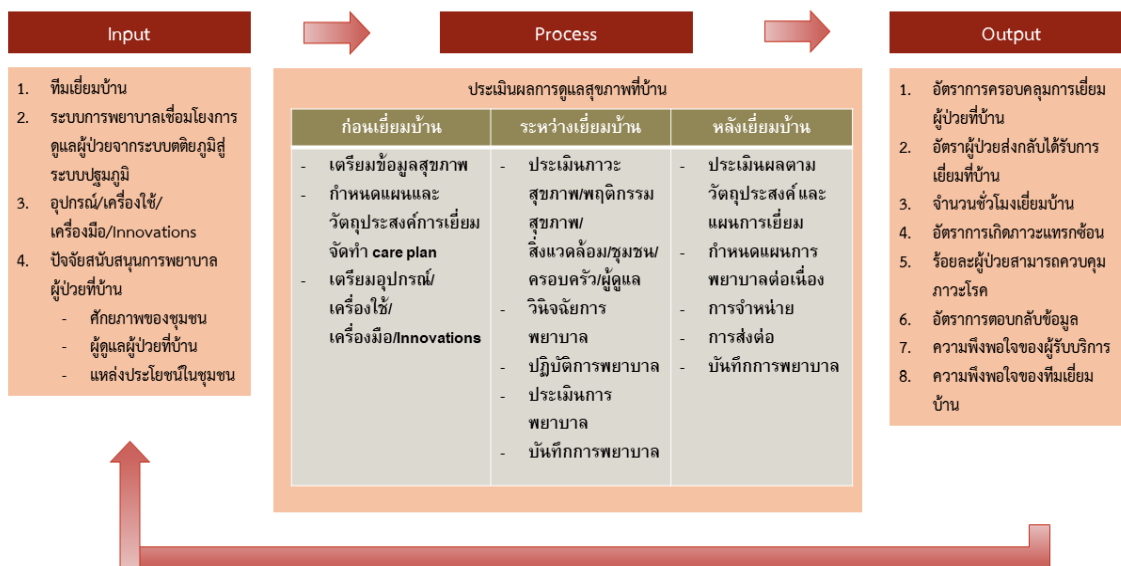 Input
Process
Output
1. ทีมเยี่ยมบ้าน
2. ระบบการพยาบาลเชื่อมโยงการ
ดูแลผู้ป่วยจากระบบตติยภูมิสู่
ระบบปฐมภูมิ
3. อุปกรณ์/เครื่องใช้/
เครื่องมือ/Innovations
4. ปัจจัยสนับสนุนการพยาบาล
ผู้ป่วยที่บ้าน
- ศักยภาพของชุมชน
- ผู้ดูแลผู้ป่วยที่บ้าน
- แหล่งประโยชน์ในชุมชน
ประเมินผลการดูแลสุขภาพที่บ้าน
ก่อนเยี่ยมบ้าน
- เตรียมข้อมูลสุขภาพ
- กำหนดแผนและ
วัตถุประสงค์การเยี่ยม
จัดทำ care plan
- เตรียมอุปกรณ์/
เครื่องใช้/
เครื่องมือ/Innovations
ระหว่างเยี่ยมบ้าน
- ประเมินภาวะ
สุขภาพ/พฤติกรรม
สุขภาพ/
สิ่งแวดล้อม/ชุมชน/
ครอบครัว/ผู้ดูแล
- วินิจฉัยการ
พยาบาล
- ปฏิบัติการพยาบาล
- ประเมินการ
พยาบาล
- บันทึกการพยาบาล
หลังเยี่ยมบ้าน
- ประเมินผลตาม
วัตถุประสงค์และ
แผนการเยี่ยม
- กำหนดแผนการ
พยาบาลต่อเนื่อง
- การจำหน่าย
- การส่งต่อ
- บันทึกการพยาบาล
1. อัตราการครอบคลุมการเยี่ยม
ผู้ป่วยที่บ้าน
2. อัตราผู้ป่วยส่งกลับได้รับการ
เยี่ยมที่บ้าน
3. จำนวนชั่วโมงเยี่ยมบ้าน
4. อัตราการเกิดภาวะแทรกซ้อน
5. ร้อยละผู้ป่วยสามารถควบคุม
ภาวะโรค
6. อัตราการตอบกลับข้อมูล
7. ความพึงพอใจของผู้รับบริการ
8. ความพึงพอใจของทีมเยี่ยม
บ้าน